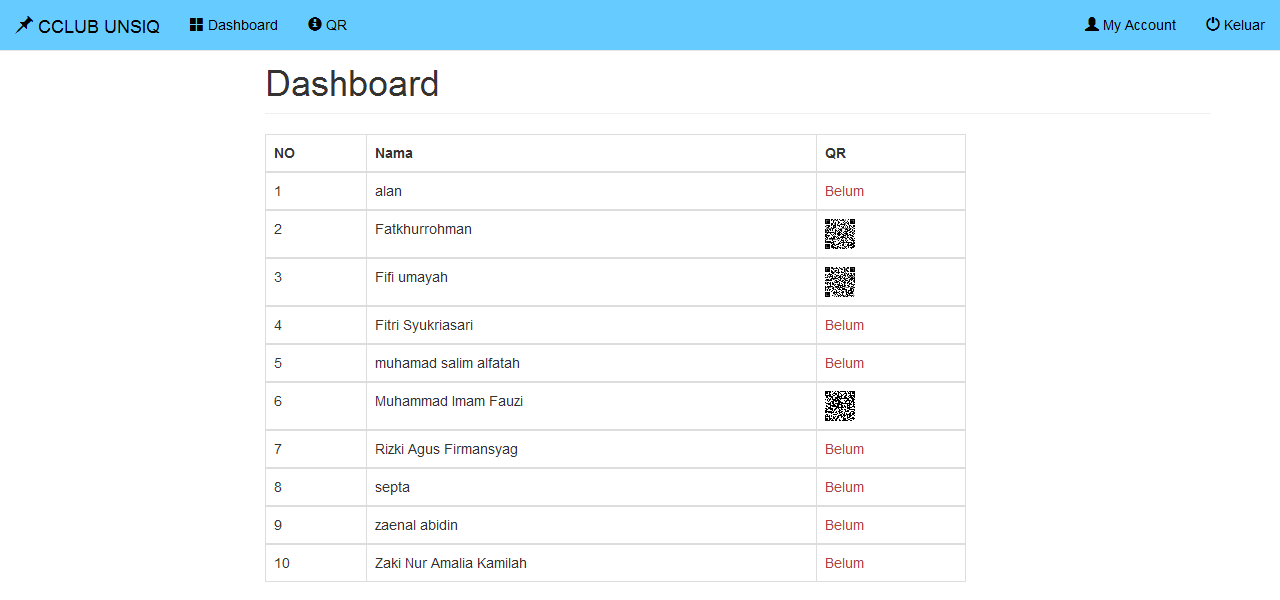 CCLUB UNSIQ Dashboard QR My Account Keluar
Dashboard
NO Nama QR
1 alan Belum
2 Fatkhurrohman
3 Fifi umayah
4 Fitri Syukriasari Belum
5 muhamad salim alfatah Belum
6 Muhammad Imam Fauzi
7 Rizki Agus Firmansyag Belum
8 septa Belum
9 zaenal abidin Belum
10 Zaki Nur Amalia Kamilah Belum